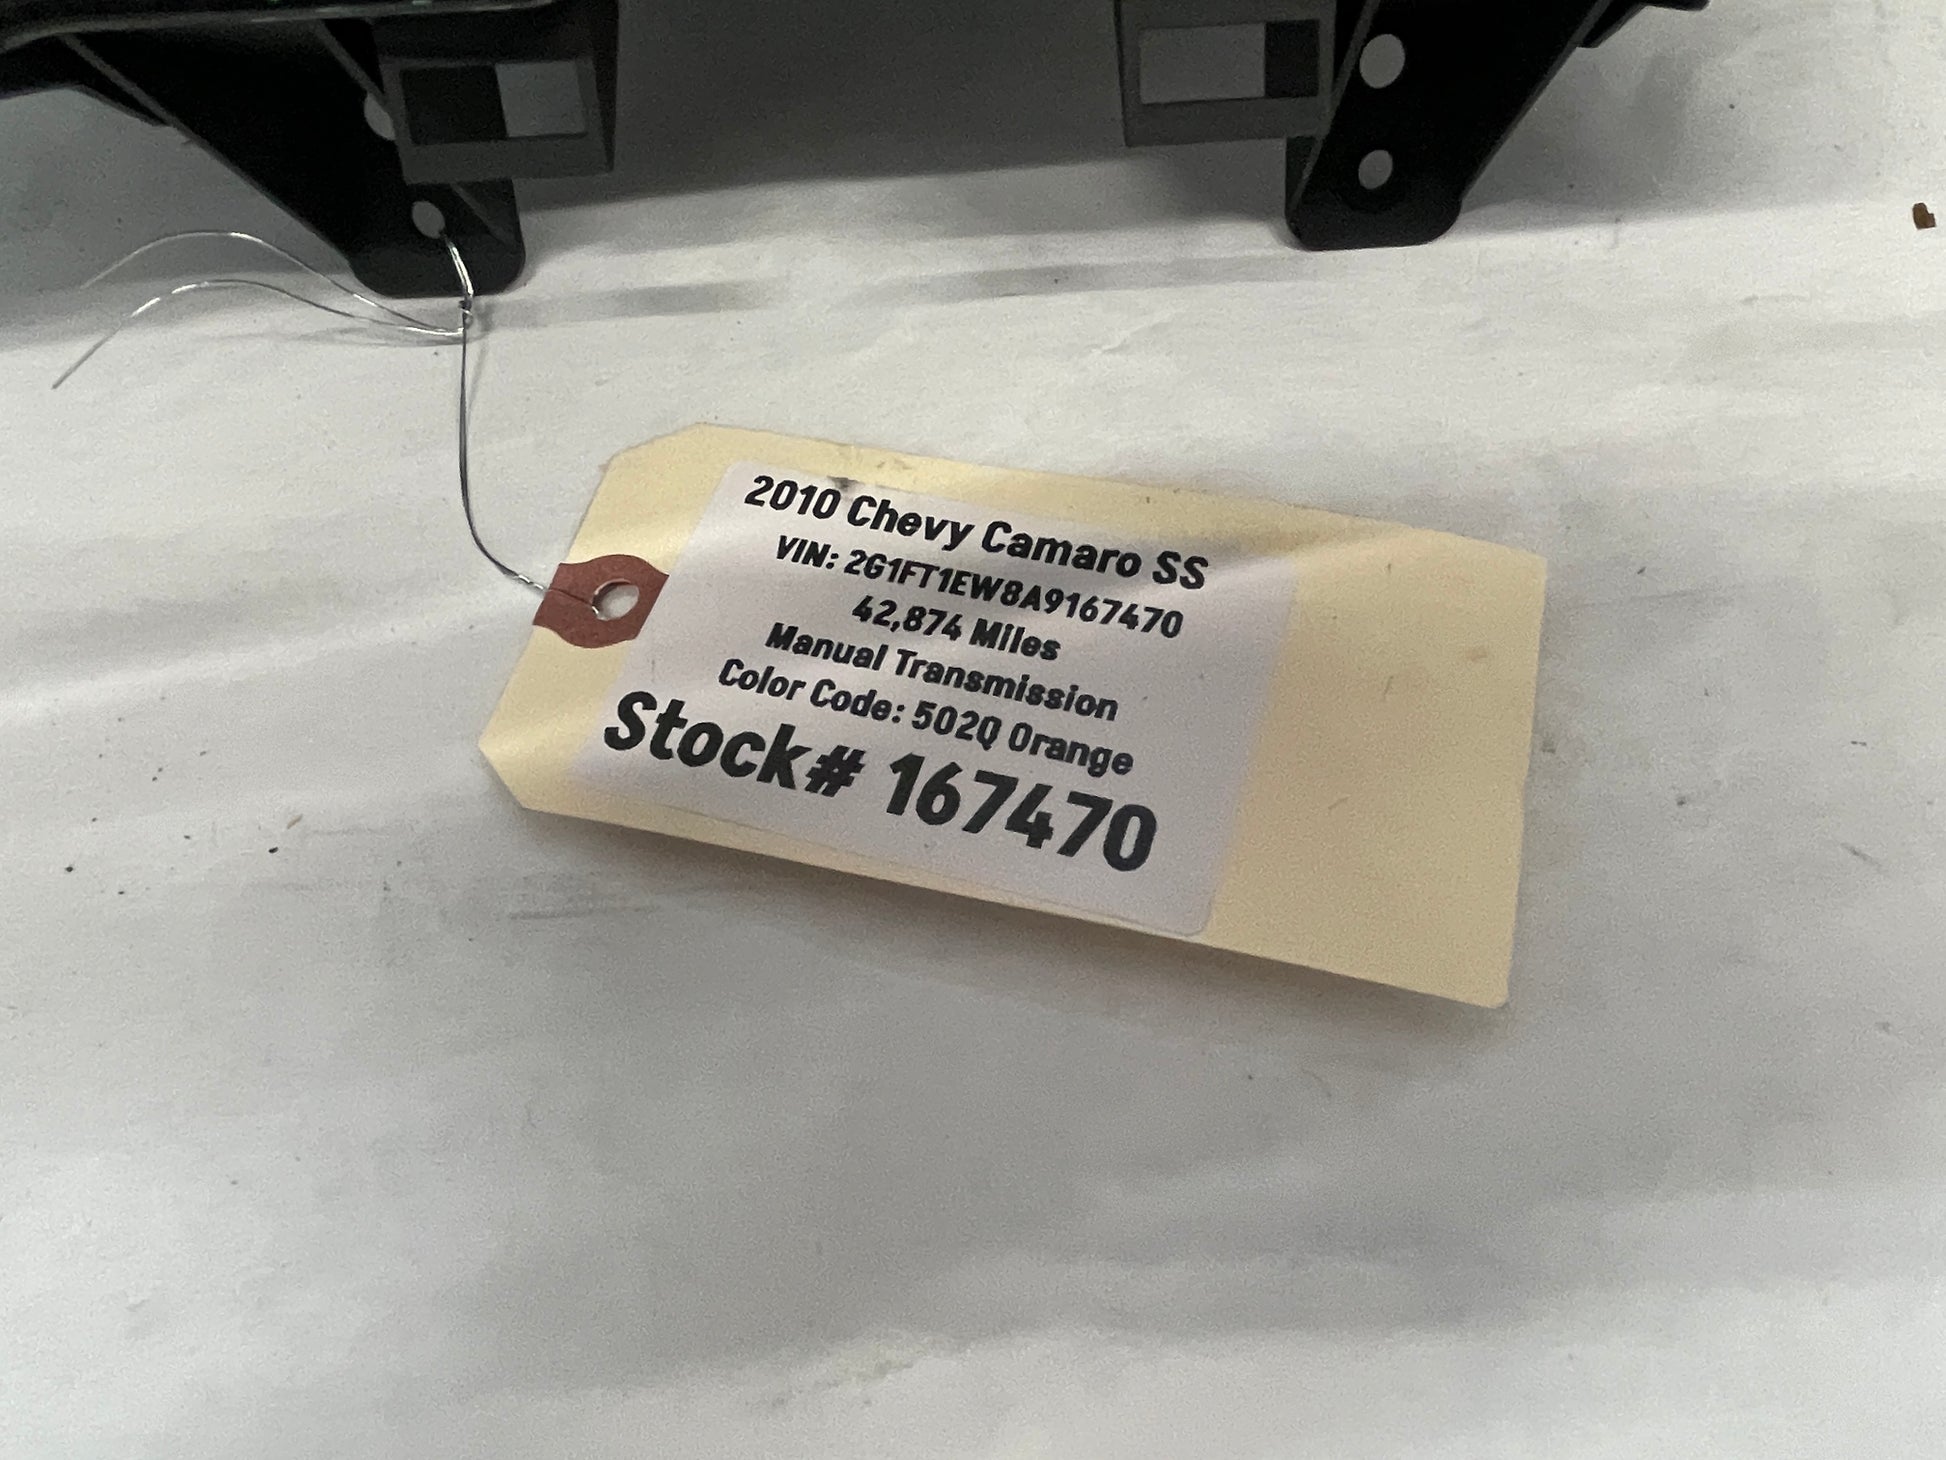 2010 Chevy Camaro SS
VIN: 2G1FT1EW8A9167470
42,874 Miles
Manual Transmission
Color Code: 502Q Orange
Stock# 167470